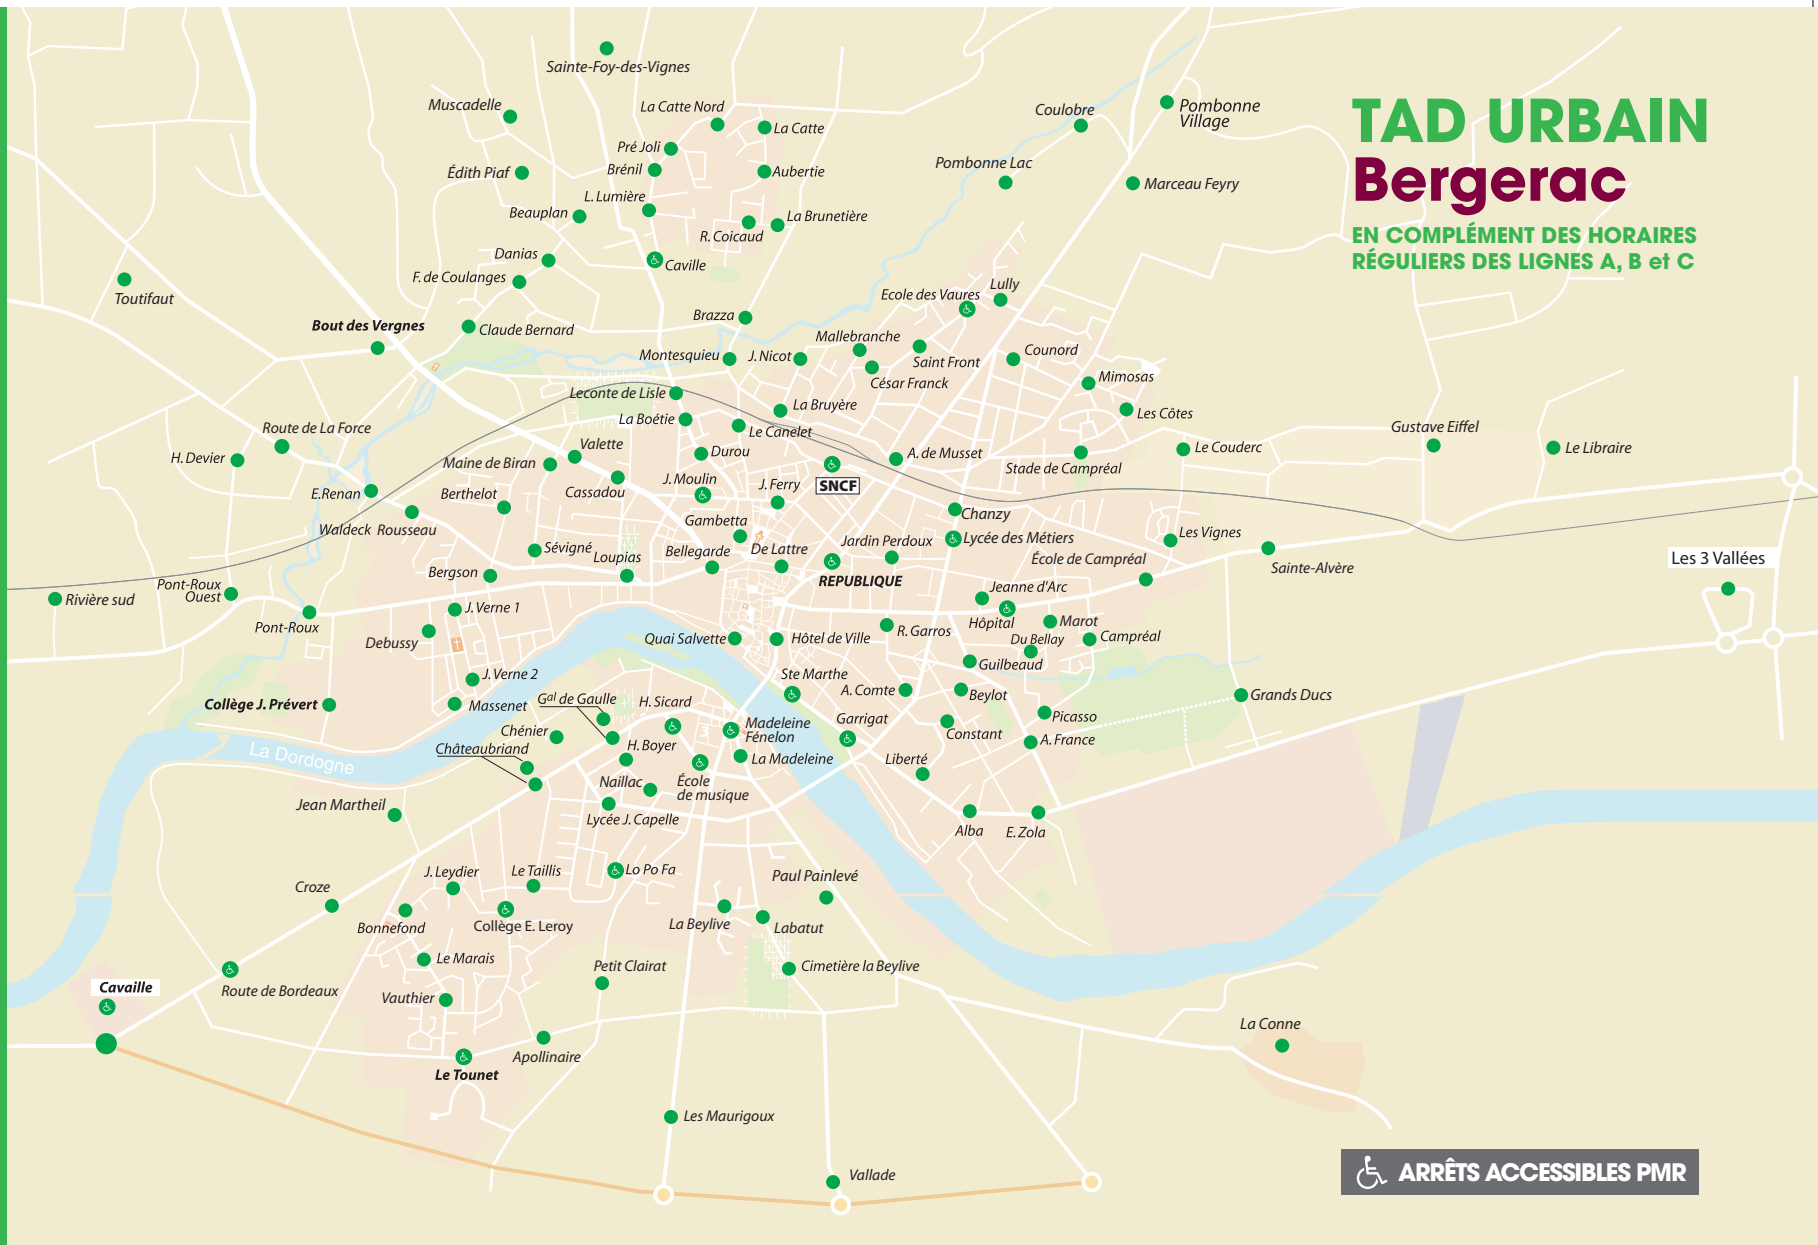 Sainte-Foy-des-Vignes
Muscadelle
La Catte Nord
La Catte
Coulobre
Pombonne
Village
TAD URBAIN
Bergerac
EN COMPLÉMENT DES HORAIRES
RÉGULIERS DES LIGNES A, B et C
Pré Joli
Brénil
Aubertie
Édith Piaf
Pombonne Lac
Marceau Feyry
L. Lumière
Beauplan
La Brunetière
R. Coicaud
Danias
Caville
F. de Coulanges
Toutifaut
Ecole des Vaures
Lully
Bout des Vergnes
Claude Bernard
Brazza
Mallebranche
Montesquieu
J. Nicot
Saint Front
Counord
César Franck
Mimosas
Leconte de Lisle
La Bruyère
Les Côtes
La Boétie
Le Canelet
Route de La Force
Gustave Eiffel
H. Devier
Valette
Durou
A. de Musset
Le Couderc
Le Libraire
Maine de Biran
Stade de Campréal
J. Moulin
J. Ferry
SNCF
E.Renan
Berthelot
Cassadou
Waldeck Rousseau
Gambetta
Chanzy
Sévigné
Loupias
Bellegarde
De Lattre
Jardin Perdoux
Lycée des Métiers
Les Vignes
École de Campréal
Les 3 Vallées
Bergson
REPUBLIQUE
Sainte-Alvère
Pont-Roux
Ouest
Rivière sud
Jeanne d'Arc
J. Verne 1
Pont-Roux
Debussy
Quai Salvette
Hôtel de Ville
R. Garros
Hôpital
Marot
Du Bellay
Campréal
Guilbeaud
J. Verne 2
Ste Marthe
A. Comte
Beylot
Grands Ducs
Collège J. Prévert
Massenet
Gal de Gaulle
H. Sicard
Garrigat
Picasso
Chénier
Châteaubriand
H. Boyer
Madeleine
Fénelon
Constant
A. France
La Dordogne
La Madeleine
Liberté
Naillac
École
de musique
Jean Martheil
Lycée J. Capelle
Alba
E. Zola
J. Leydier
Le Taillis
Lo Po Fa
Paul Painlevé
Croze
Bonnefond
Collège E. Leroy
La Beylive
Labatut
Le Marais
Petit Clairat
Cimetière la Beylive
Cavaille
Route de Bordeaux
Vauthier
La Conne
Apollinaire
Le Tounet
Les Maurigoux
Vallade
ARRÊTS ACCESSIBLES PMR